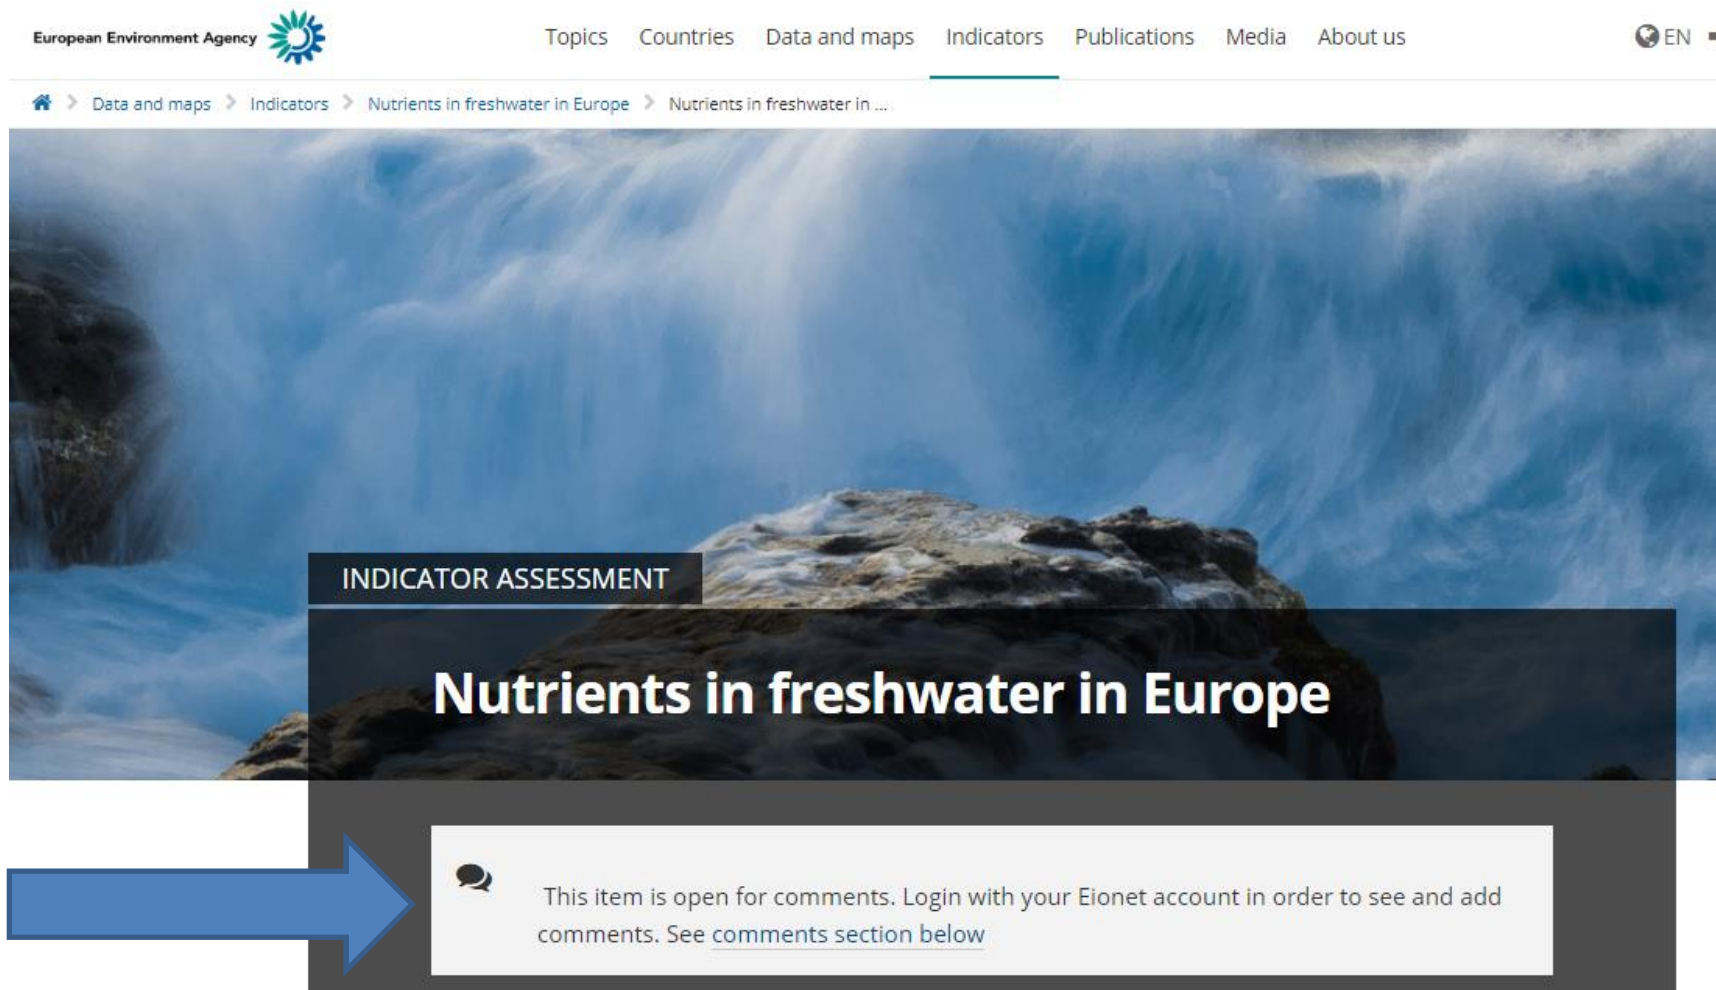 European Environment Agency
Topics Countries Data and maps Indicators Publications Media About us
EN
Data and maps > Indicators > Nutrients in freshwater in Europe > Nutrients in freshwater in ...
INDICATOR ASSESSMENT
Nutrients in freshwater in Europe
This item is open for comments. Login with your Eionet account in order to see and add
comments. See comments section below